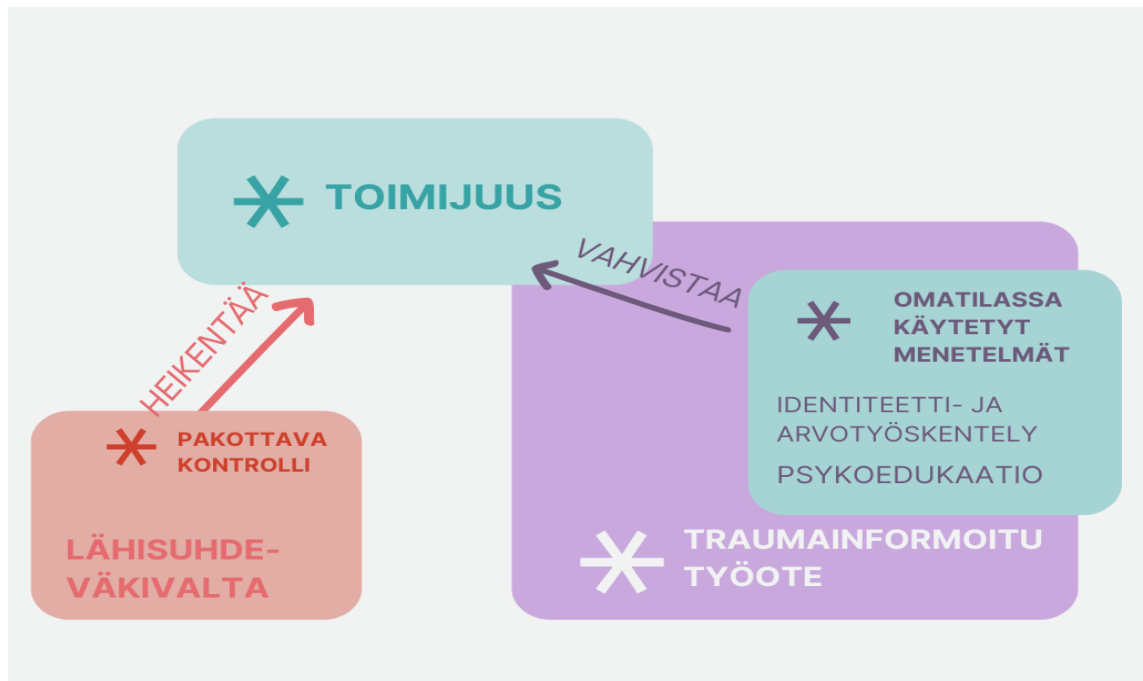 TOIMIJUUS
HEIKENTÄÄ
VAHVISTAA
PAKOTTAVA
KONTROLLI
LÄHISUHDE-
VÄKIVALTA
OMATILASSA
KÄYTETYT
MENETELMÄT
IDENTITEETTI- JA
ARVOTYÖSKENTELY
PSYKOEDUKAATIO
TRAUMAINFORMOITU
TYÖOTE